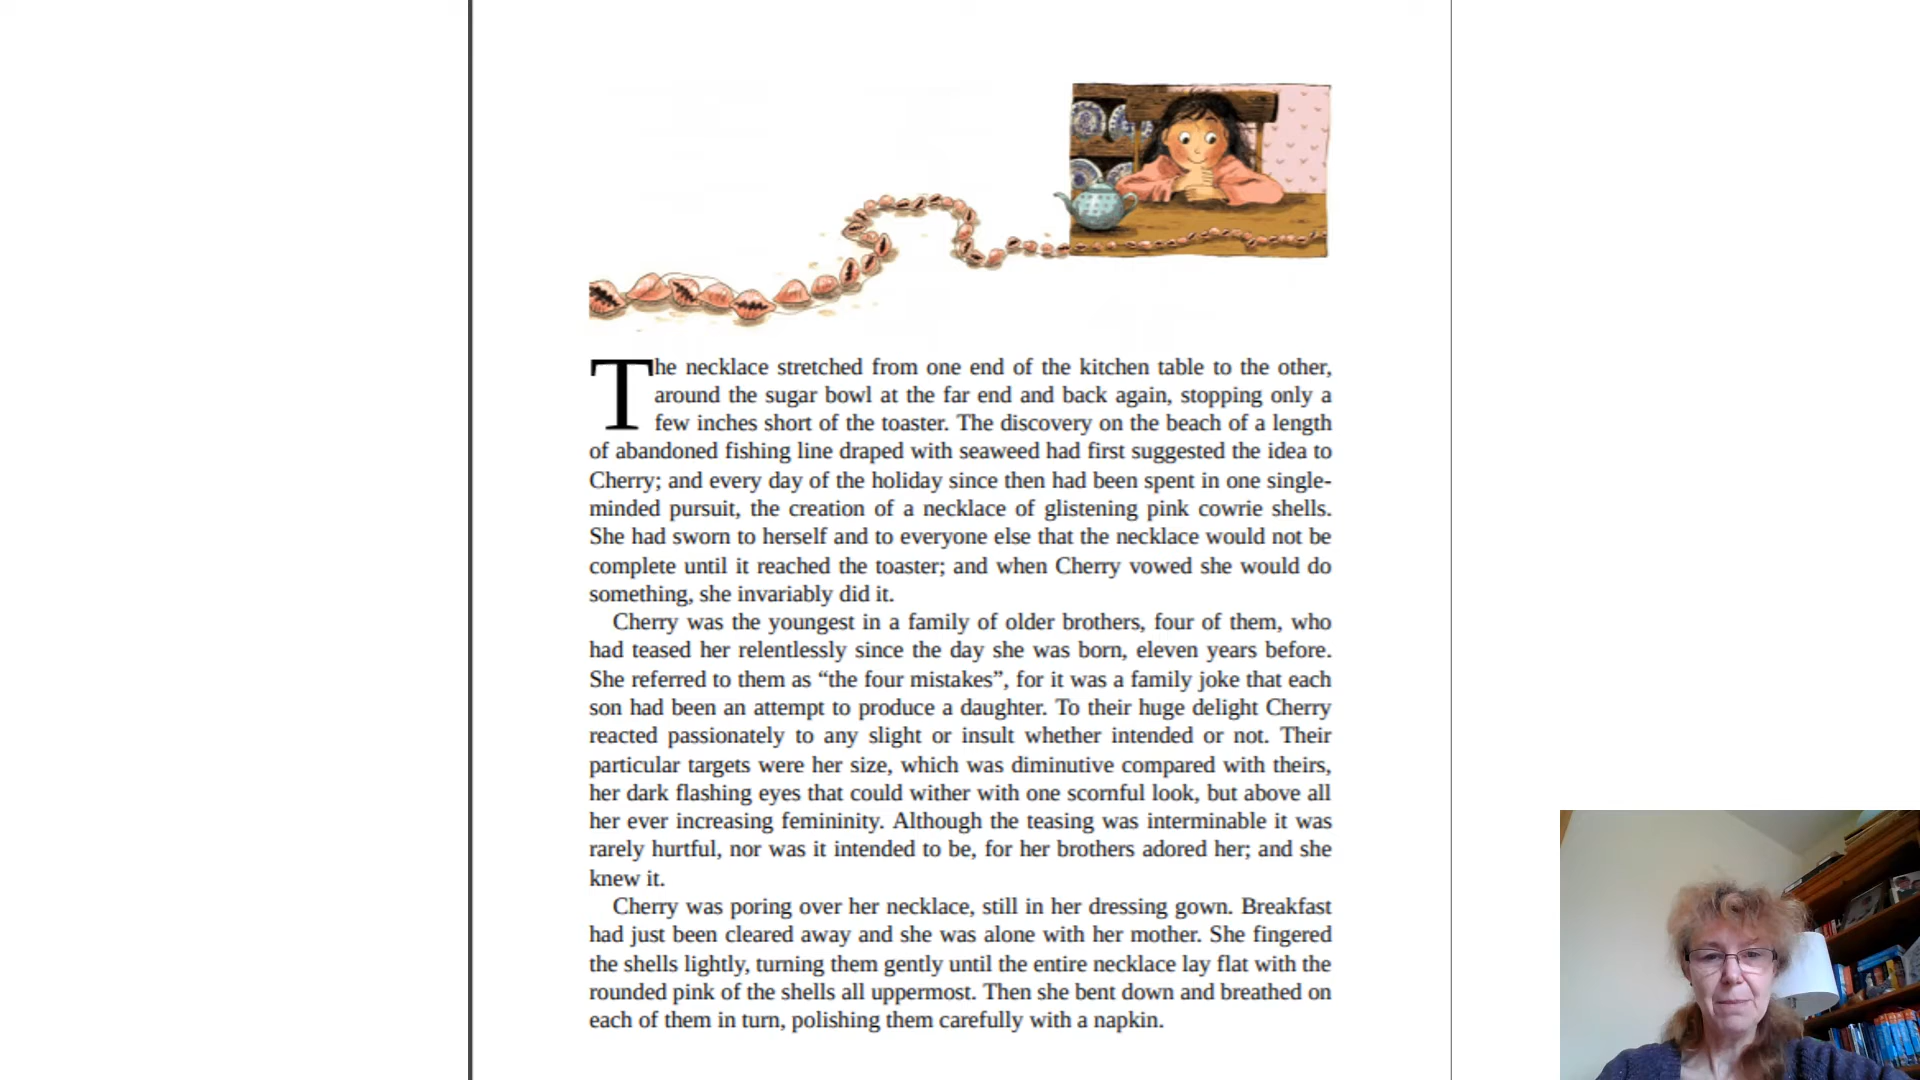 The necklace stretched from one end of the kitchen table to the other,
around the sugar bowl at the far end and back again, stopping only a
few inches short of the toaster. The discovery on the beach of a length
of abandoned fishing line draped with seaweed had first suggested the idea to
Cherry; and every day of the holiday since then had been spent in one single-
minded pursuit, the creation of a necklace of glistening pink cowrie shells.
She had sworn to herself and to everyone else that the necklace would not be
complete until it reached the toaster; and when Cherry vowed she would do
something, she invariably did it.
Cherry was the youngest in a family of older brothers, four of them, who
had teased her relentlessly since the day she was born, eleven years before.
She referred to them as “the four mistakes”, for it was a family joke that each
son had been an attempt to produce a daughter. To their huge delight Cherry
reacted passionately to any slight or insult whether intended or not. Their
particular targets were her size, which was diminutive compared with theirs,
her dark flashing eyes that could wither with one scornful look, but above all
her ever increasing femininity. Although the teasing was interminable it was
rarely hurtful, nor was it intended to be, for her brothers adored her; and she
knew it.
Cherry was poring over her necklace, still in her dressing gown. Breakfast
had just been cleared away and she was alone with her mother. She fingered
the shells lightly, turning them gently until the entire necklace lay flat with the
rounded pink of the shells all uppermost. Then she bent down and breathed on
each of them in turn, polishing them carefully with a napkin.